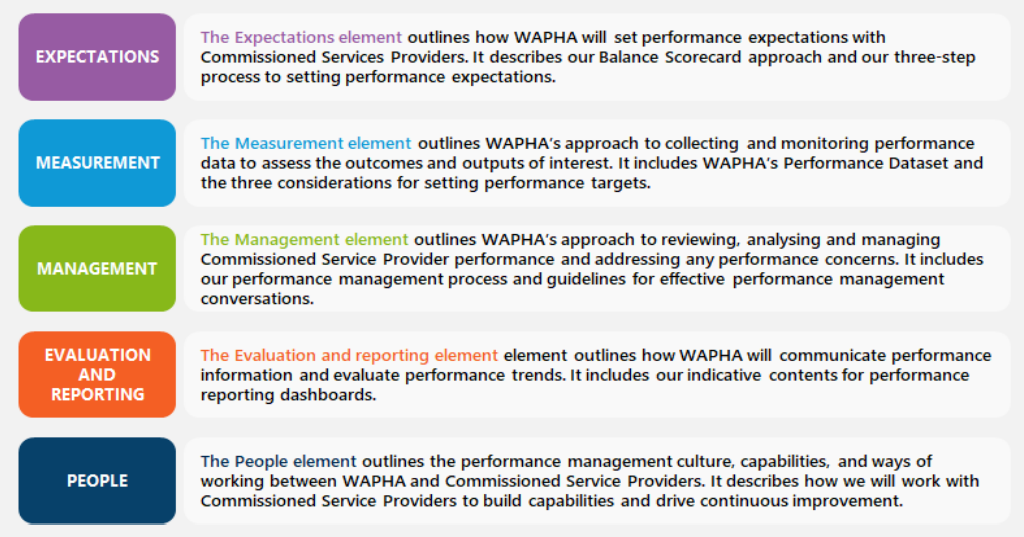 EXPECTATIONS
The Expectations element outlines how WAPHA will set performance expectations with
Commissioned Services Providers. It describes our Balance Scorecard approach and our three-step
process to setting performance expectations.
MEASUREMENT
The Measurement element outlines WAPHA's approach to collecting and monitoring performance
data to assess the outcomes and outputs of interest. It includes WAPHA's Performance Dataset and
the three considerations for setting performance targets.
MANAGEMENT
The Management element outlines WAPHA's approach to reviewing, analysing and managing
Commissioned Service Provider performance and addressing any performance concerns. It includes
our performance management process and guidelines for effective performance management
conversations.
EVALUATION
AND
REPORTING
The Evaluation and reporting element element outlines how WAPHA will communicate performance
information and evaluate performance trends. It includes our indicative contents for performance
reporting dashboards.
PEOPLE
The People element outlines the performance management culture, capabilities, and ways of
working between WAPHA and Commissioned Service Providers. It describes how we will work with
Commissioned Service Providers to build capabilities and drive continuous improvement.